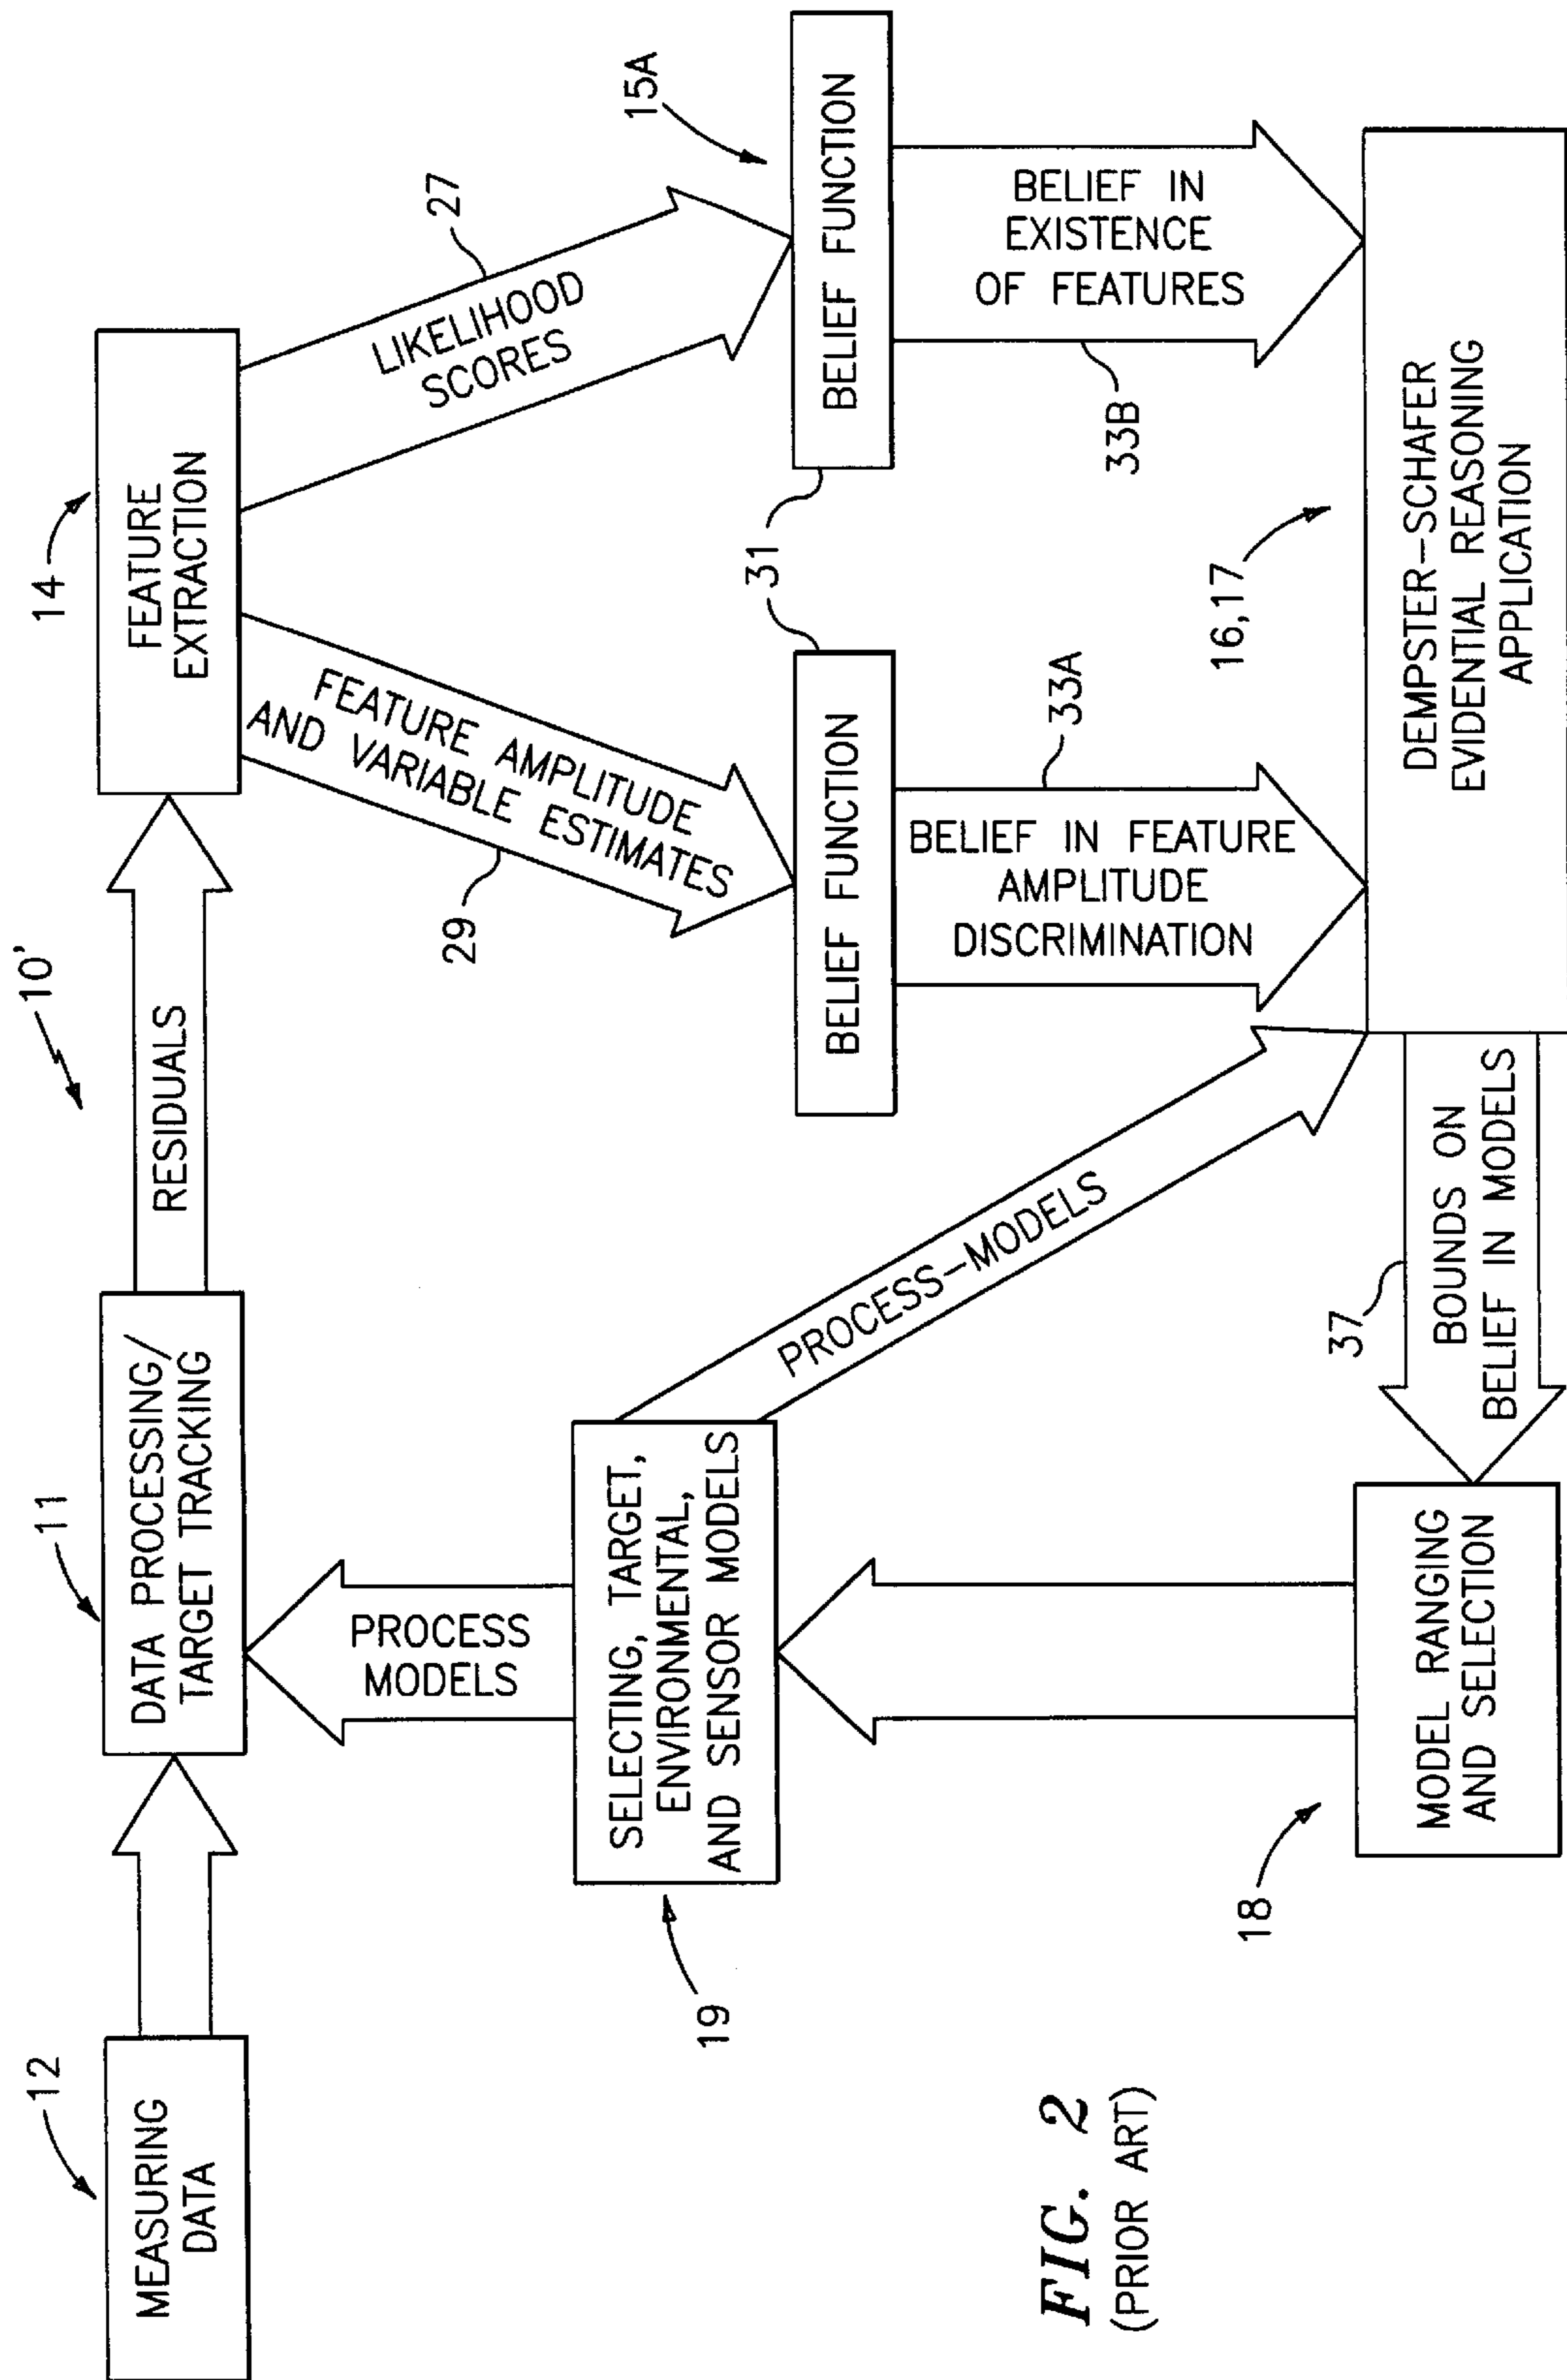 10'
12
MEASURING
DATA
11
DATA PROCESSING/
TARGET TRACKING
RESIDUALS
14
FEATURE
EXTRACTION
PROCESS
MODELS
FEATURE AMPLITUDE
AND VARIABLE ESTIMATES
29
LIKELIHOOD
SCORES
27
19
SELECTING, TARGET,
ENVIRONMENTAL,
AND SENSOR MODELS
PROCESS-MODELS
BELIEF FUNCTION
31
BELIEF FUNCTION
15A
BELIEF IN FEATURE
AMPLITUDE
DISCRIMINATION
33A
BELIEF IN
EXISTENCE
OF FEATURES
33B
16,17
18
MODEL RANGING
AND SELECTION
37
BOUNDS ON
BELIEF IN MODELS
DEMPSTER-SCHAFER
EVIDENTIAL REASONING
APPLICATION
FIG. 2
(PRIOR ART)